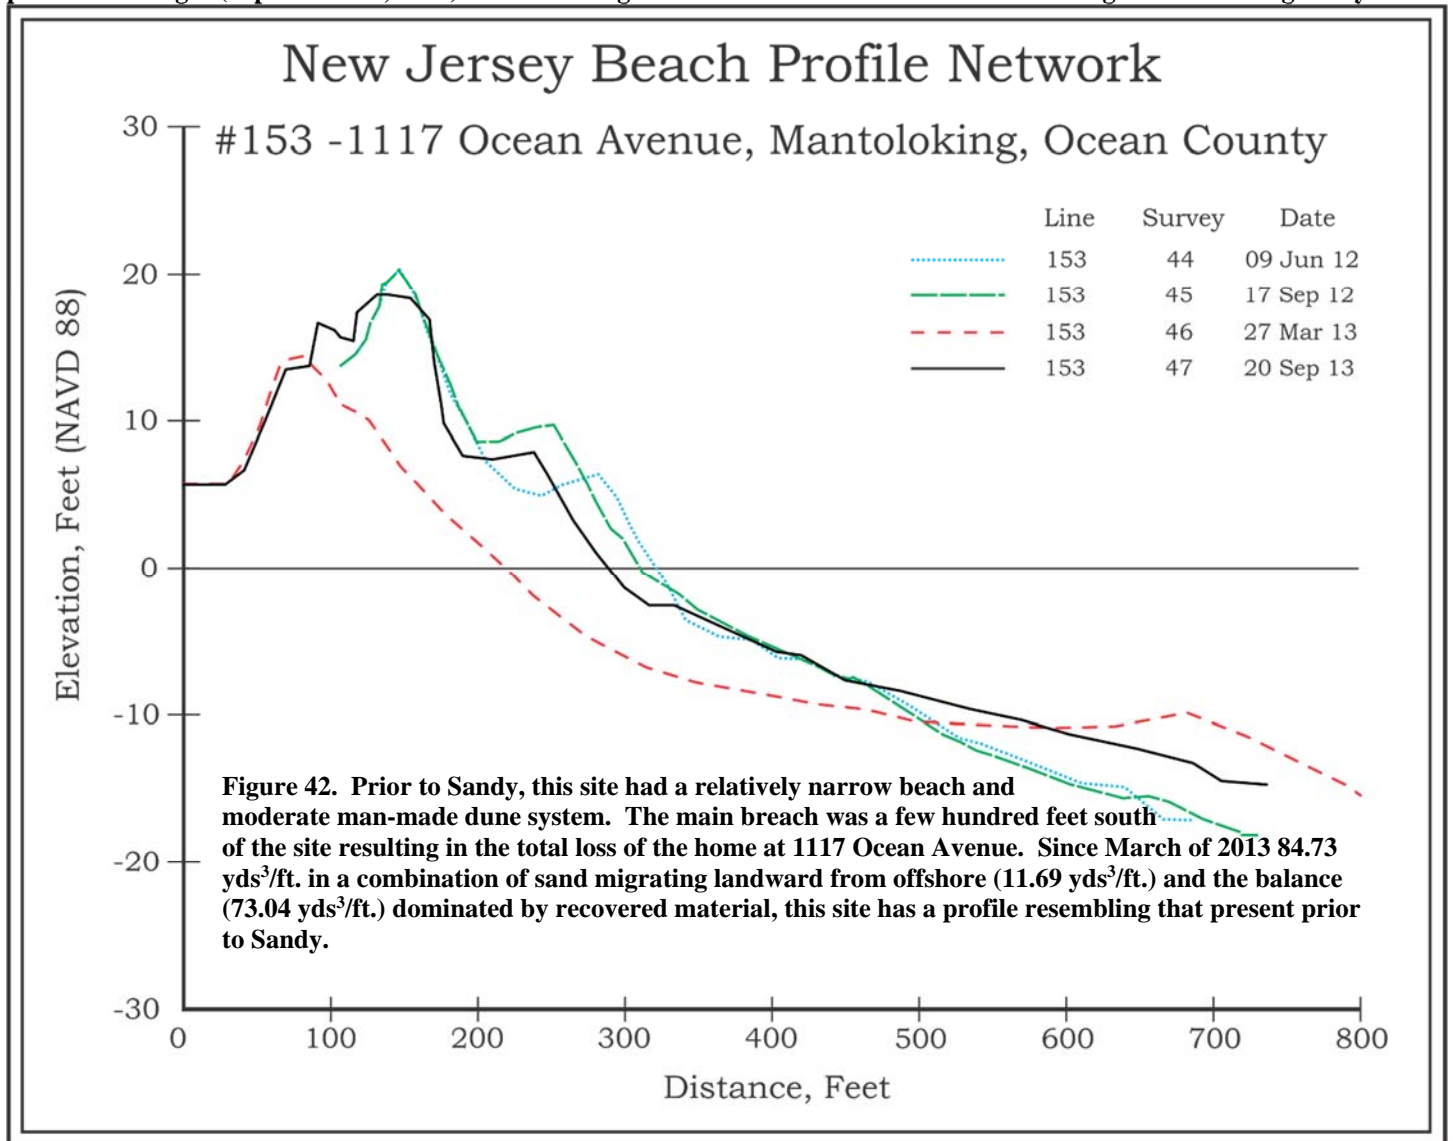 New Jersey Beach Profile Network
#153 -1117 Ocean Avenue, Mantoloking, Ocean County
Line Survey Date
153 44 09 Jun 12
153 45 17 Sep 12
153 46 27 Mar 13
153 47 20 Sep 13
Elevation, Feet (NAVD 88)
30
20
10
0
-10
-20
-30
Figure 42. Prior to Sandy, this site had a relatively narrow beach and
moderate man-made dune system. The main breach was a few hundred feet south
of the site resulting in the total loss of the home at 1117 Ocean Avenue. Since March of 2013 84.73
yds³/ft. in a combination of sand migrating landward from offshore (11.69 yds³/ft.) and the balance
(73.04 yds³/ft.) dominated by recovered material, this site has a profile resembling that present prior
to Sandy.
0 100 200 300 400 500 600 700 800
Distance, Feet